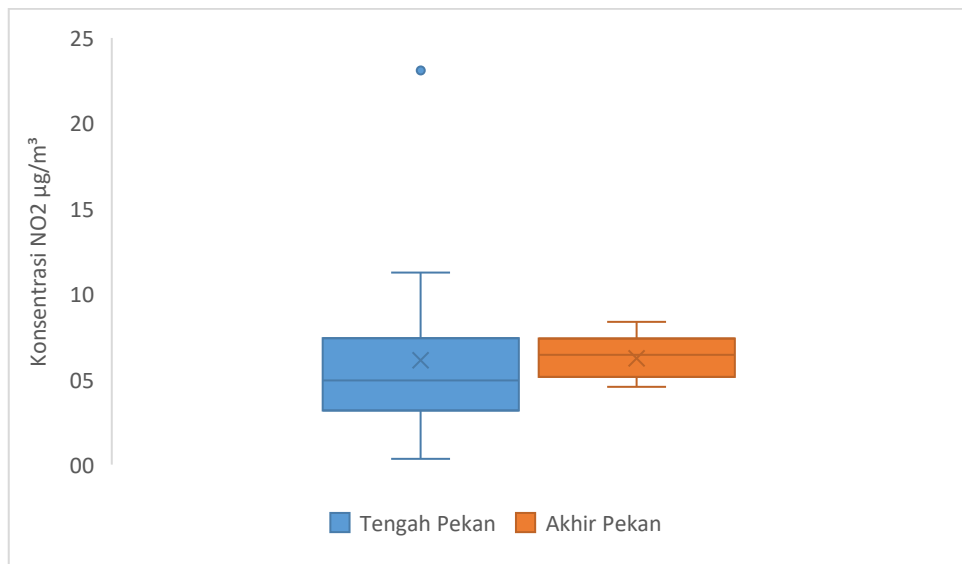 Konsentrasi NO2 µg/m³
25
20
15
10
05
00
Tengah Pekan
Akhir Pekan